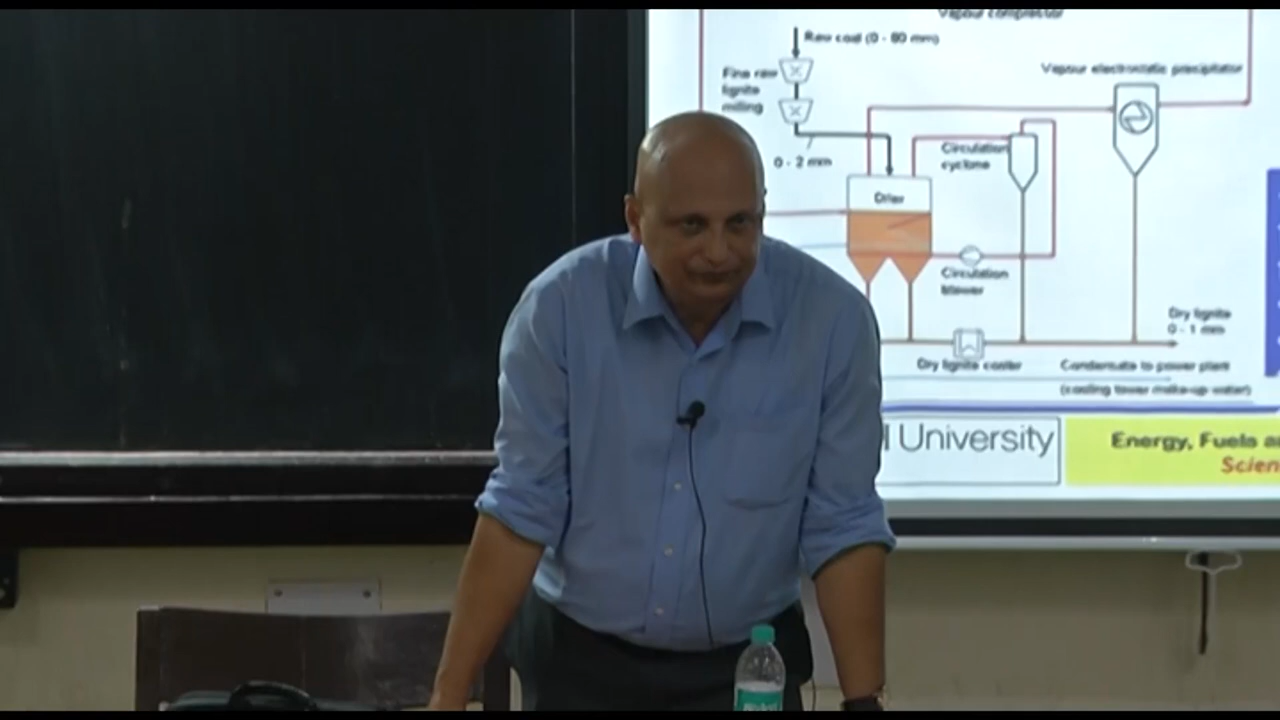 Vapour compressor
Raw coal (0 - 80 mm)
Fine raw
lignite
milling
Vapour electrostatic precipitator
0 - 2 mm
Circulation
cyclone
Drier
Circulation
blower
Dry lignite
0 - 1 mm
Dry lignite cooler
Condensate to power plant
(cooling tower make-up water)
University
Energy, Fuels a
Scien